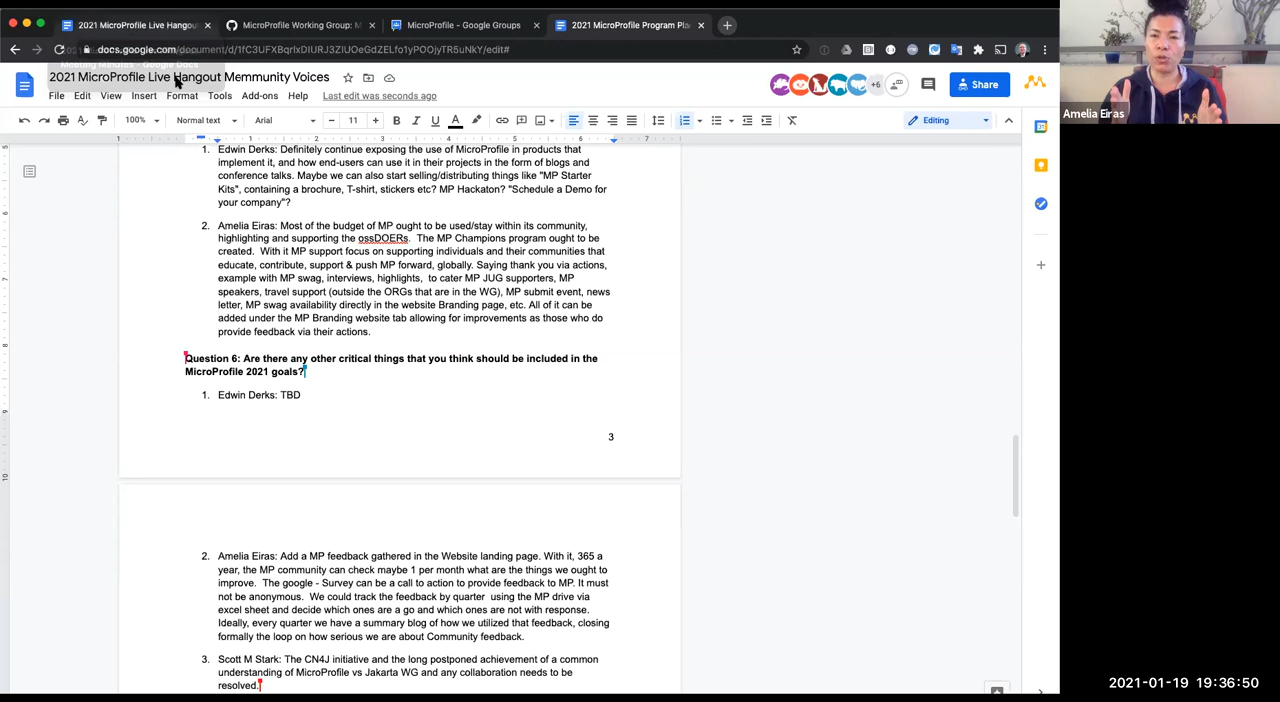 2021 MicroProfile Live Hangout
MicroProfile Working Group: M
MicroProfile - Google Groups
2021 MicroProfile Program Pla
docs.google.com/document/d/1fC3UFXBqrlxDIURJ3ZIUOeGdZELfo1yPOOjyTR5uNkY/edit#
Meeting Minutes - Google Docs
2021 MicroProfile Live Hangout Memmunity Voices
File Edit View Insert Format Tools Add Help Last edit was seconds ago
+6
Share
100% Normal text Arial 11 Editing
Edwin Derks: Definitely continue exposing the use of MicroProfile in products that
implement it, and how end-users can use it in their projects in the form of blogs and
conference talks. Maybe we can also start selling/distributing things like "MP Starter
Kits", containing a brochure, T-shirt, stickers etc? MP Hackaton? "Schedule a Demo for
your company"?
2. Amelia Eiras: Most of the budget of MP ought to be used/stay within its community,
highlighting and supporting the ossDOERs. The MP Champions program ought to be
created. With it MP support focus on supporting individuals and their communities that
educate, contribute, support & push MP forward, globally. Saying thank you via actions,
example with MP swag, interviews, highlights, to cater MP JUG supporters, MP
speakers, travel support (outside the ORGs that are in the WG), MP submit event, news
letter, MP swag availability directly in the website Branding page, etc. All of it can be
added under the MP Branding website tab allowing for improvements as those who do
provide feedback via their actions.
Question 6: Are there any other critical things that you think should be included in the
MicroProfile 2021 goals?
1. Edwin Derks: TBD
3
2. Amelia Eiras: Add a MP feedback gathered in the Website landing page. With it, 365 a
year, the MP community can check maybe 1 per month what are the things we ought to
improve. The google - Survey can be a call to action to provide feedback to MP. It must
not be anonymous. We could track the feedback by quarter using the MP drive via
excel sheet and decide which ones are a go and which ones are not with response.
Ideally, every quarter we have a summary blog of how we utilized that feedback, closing
formally the loop on how serious we are about Community feedback.
3. Scott M Stark: The CN4J initiative and the long postponed achievement of a common
understanding of MicroProfile vs Jakarta WG and any collaboration needs to be
resolved.
Amelia Eiras
2021-01-19 19:36:50